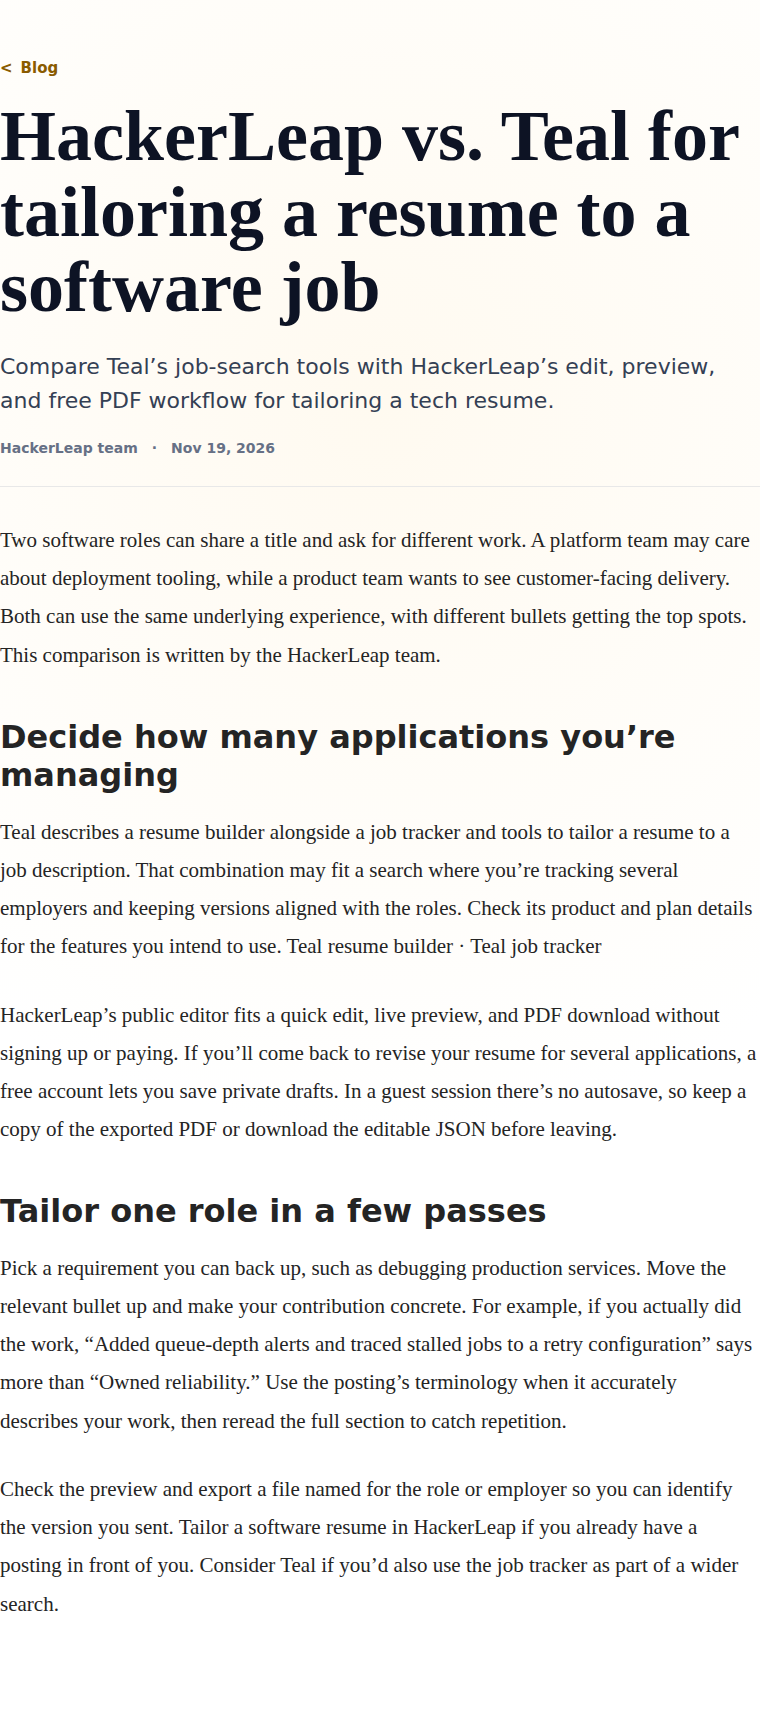 < Blog
HackerLeap vs. Teal for
tailoring a resume to a
software job
Compare Teal’s job-search tools with HackerLeap’s edit, preview,
and free PDF workflow for tailoring a tech resume.
HackerLeap team · Nov 19, 2026
Two software roles can share a title and ask for different work. A platform team may care
about deployment tooling, while a product team wants to see customer-facing delivery.
Both can use the same underlying experience, with different bullets getting the top spots.
This comparison is written by the HackerLeap team.
Decide how many applications you’re
managing
Teal describes a resume builder alongside a job tracker and tools to tailor a resume to a
job description. That combination may fit a search where you’re tracking several
employers and keeping versions aligned with the roles. Check its product and plan details
for the features you intend to use. Teal resume builder · Teal job tracker
HackerLeap’s public editor fits a quick edit, live preview, and PDF download without
signing up or paying. If you’ll come back to revise your resume for several applications, a
free account lets you save private drafts. In a guest session there’s no autosave, so keep a
copy of the exported PDF or download the editable JSON before leaving.
Tailor one role in a few passes
Pick a requirement you can back up, such as debugging production services. Move the
relevant bullet up and make your contribution concrete. For example, if you actually did
the work, “Added queue-depth alerts and traced stalled jobs to a retry configuration” says
more than “Owned reliability.” Use the posting’s terminology when it accurately
describes your work, then reread the full section to catch repetition.
Check the preview and export a file named for the role or employer so you can identify
the version you sent. Tailor a software resume in HackerLeap if you already have a
posting in front of you. Consider Teal if you’d also use the job tracker as part of a wider
search.